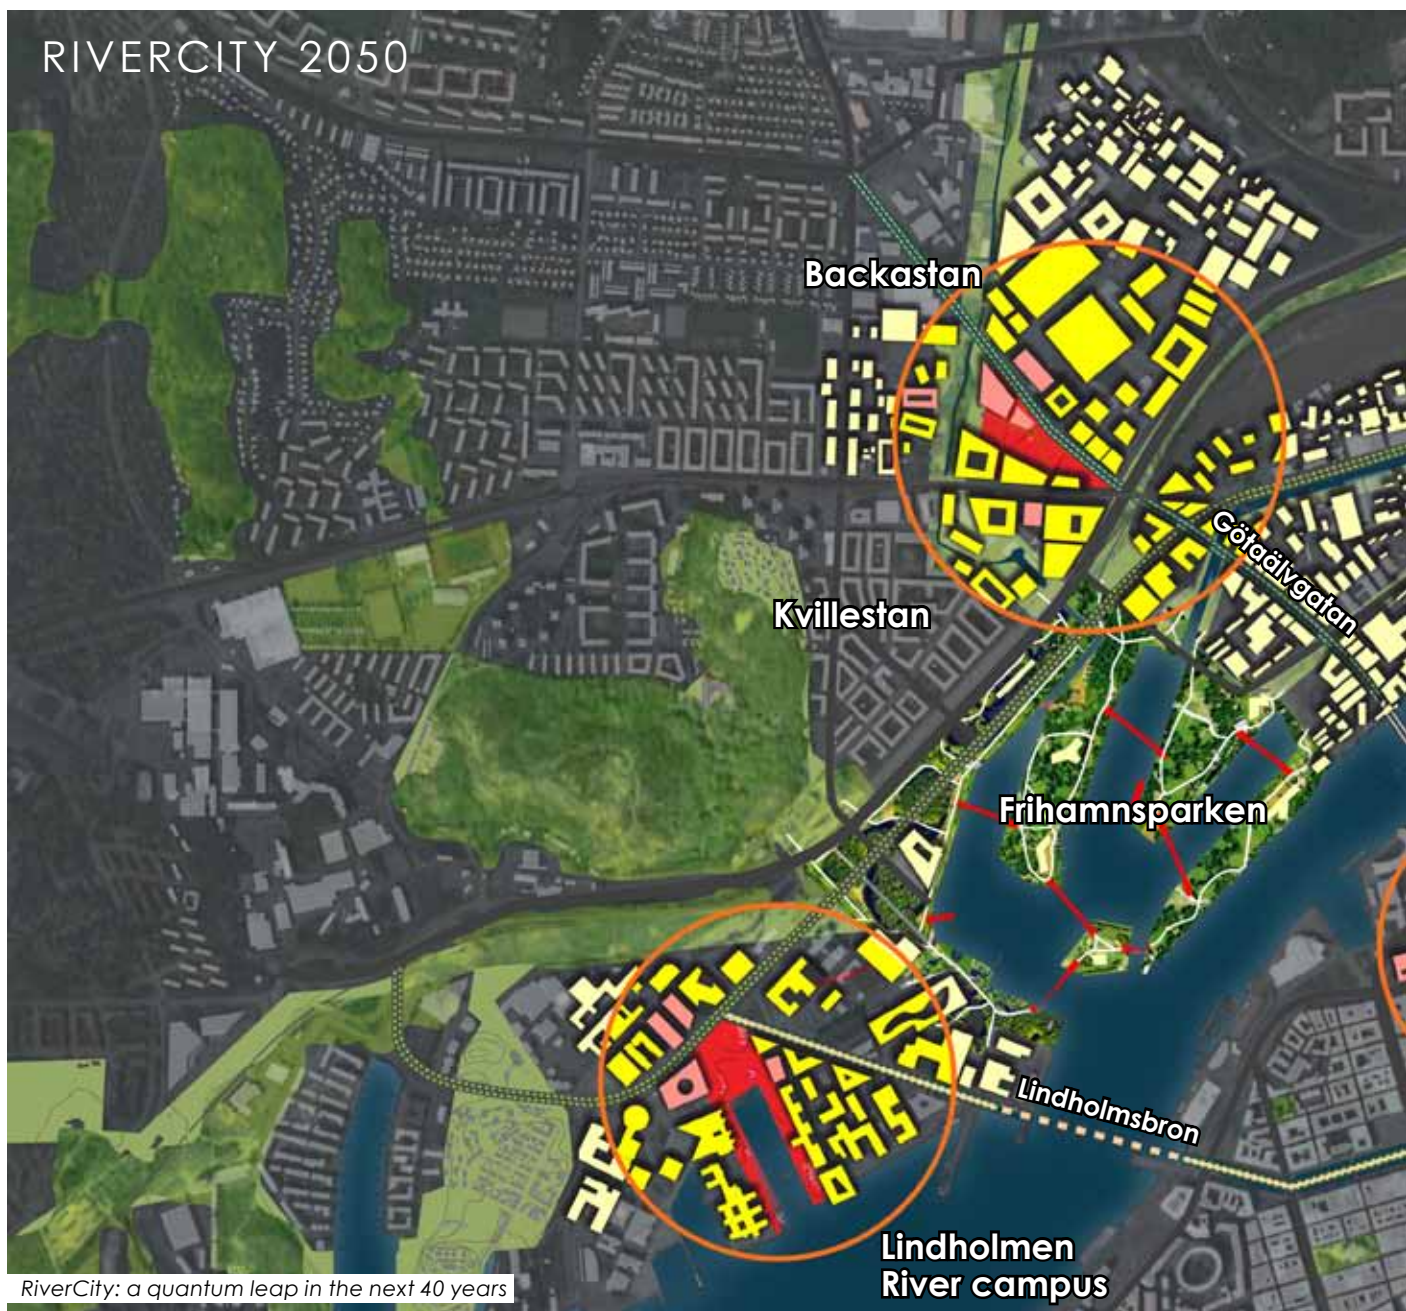 RIVERCITY 2050
Backastan
Götaälvgatan
Kvillestan
Frihamnsparken
Lindholmsbron
Lindholmen
River campus
RiverCity: a quantum leap in the next 40 years